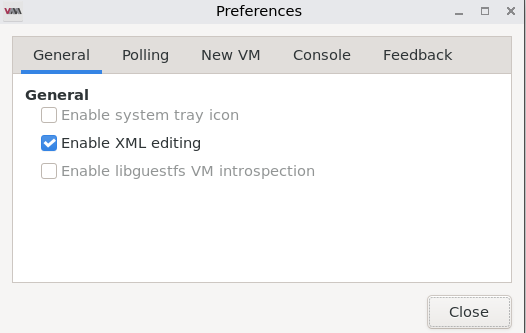 Preferences
General Polling New VM Console Feedback
General
Enable system tray icon
Enable XML editing
Enable libguestfs VM introspection
Close